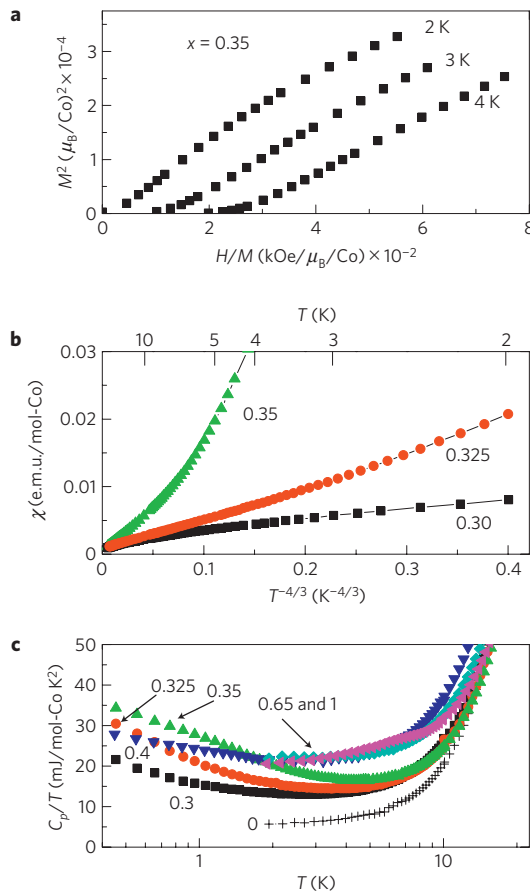 a
x = 0.35
2 K
3 K
4 K
M² (μB/Co)² × 10⁻⁴
3
2
1
0
0 2 4 6 8
H/M (kOe/μB/Co) × 10⁻²
b
T (K)
10 5 4 3 2
χ (e.m.u./mol-Co)
0.03
0.02
0.01
0
0.35
0.325
0.30
0 0.1 0.2 0.3 0.4
T⁻⁴/³ (K⁻⁴/³)
c
Cp/T (mJ/mol-Co K²)
50
40
30
20
10
0
0.325
0.35
0.65 and 1
0.4
0.3
0
1 10
T (K)